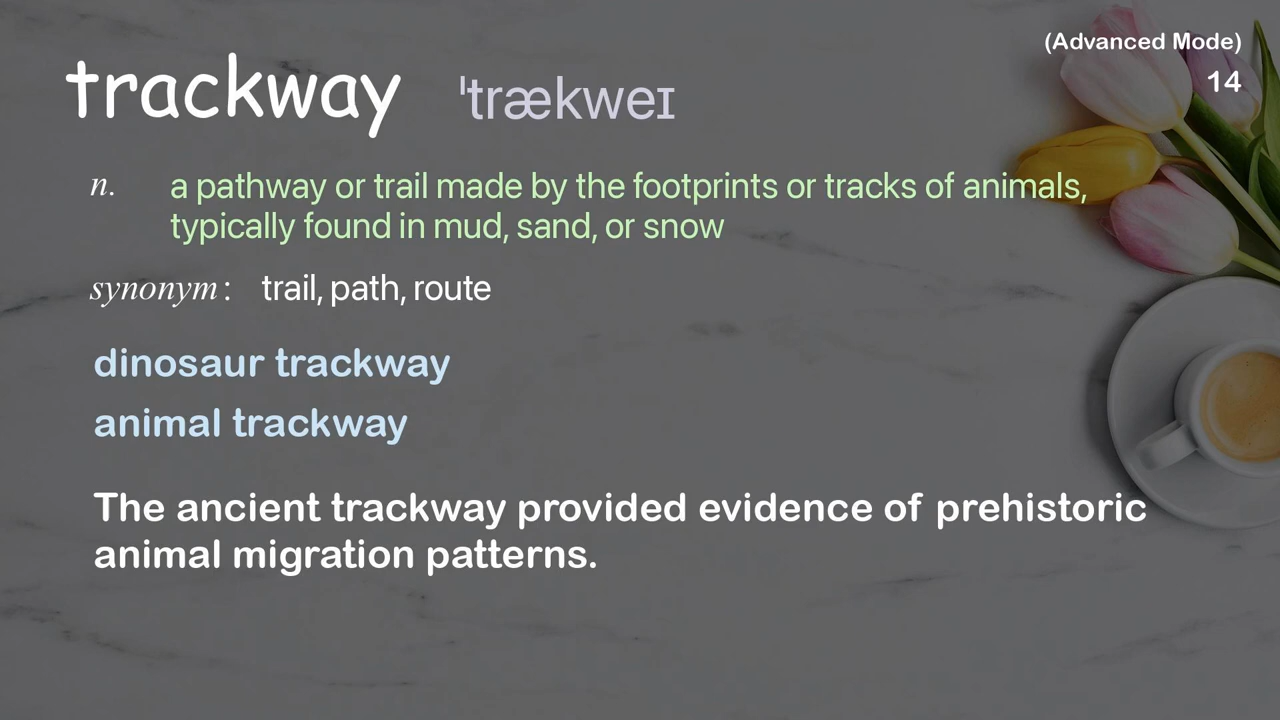 (Advanced Mode)
14
trackway ˈtrækweɪ
n. a pathway or trail made by the footprints or tracks of animals,
typically found in mud, sand, or snow
synonym: trail, path, route
dinosaur trackway
animal trackway
The ancient trackway provided evidence of prehistoric
animal migration patterns.